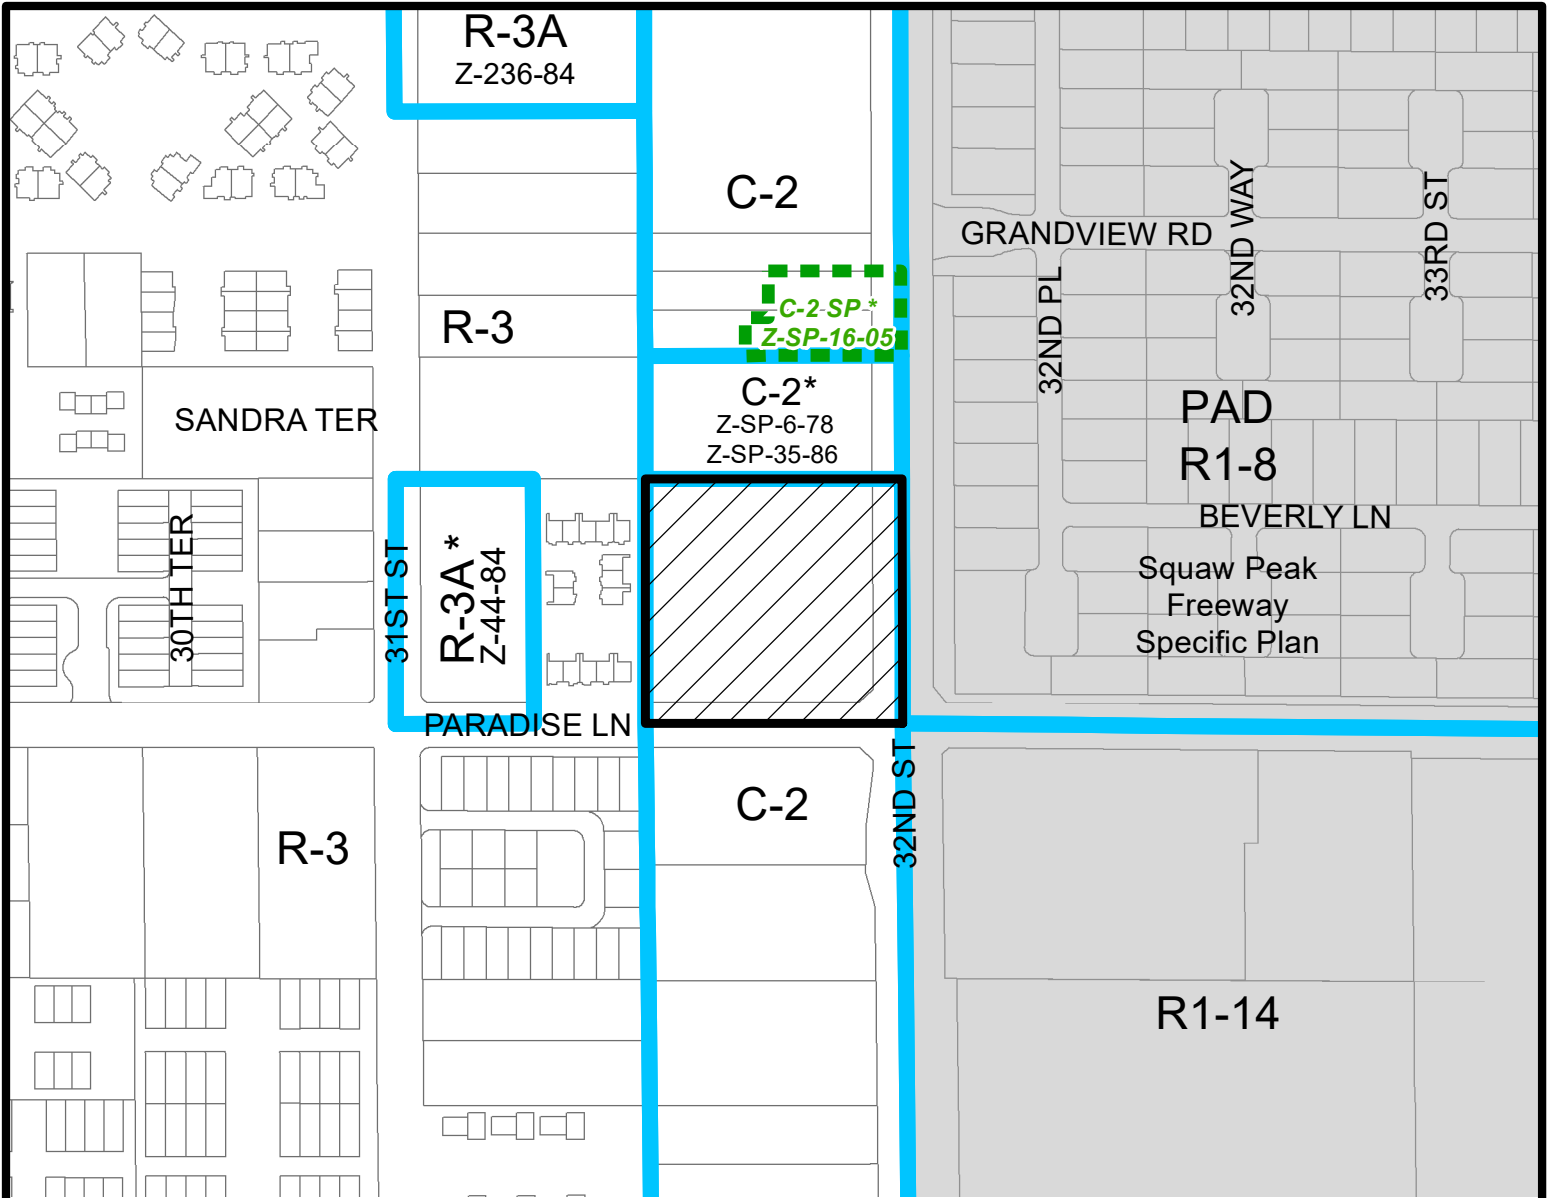 R-3A
Z-236-84
C-2
GRANDVIEW RD
32ND WAY
33RD ST
32ND PL
C-2 SP *
Z-SP-16-05
R-3
C-2*
Z-SP-6-78
Z-SP-35-86
SANDRA TER
PAD
R1-8
BEVERLY LN
Squaw Peak
Freeway
Specific Plan
30TH TER
31ST ST
R-3A *
Z-44-84
PARADISE LN
32ND ST
C-2
R-3
R1-14